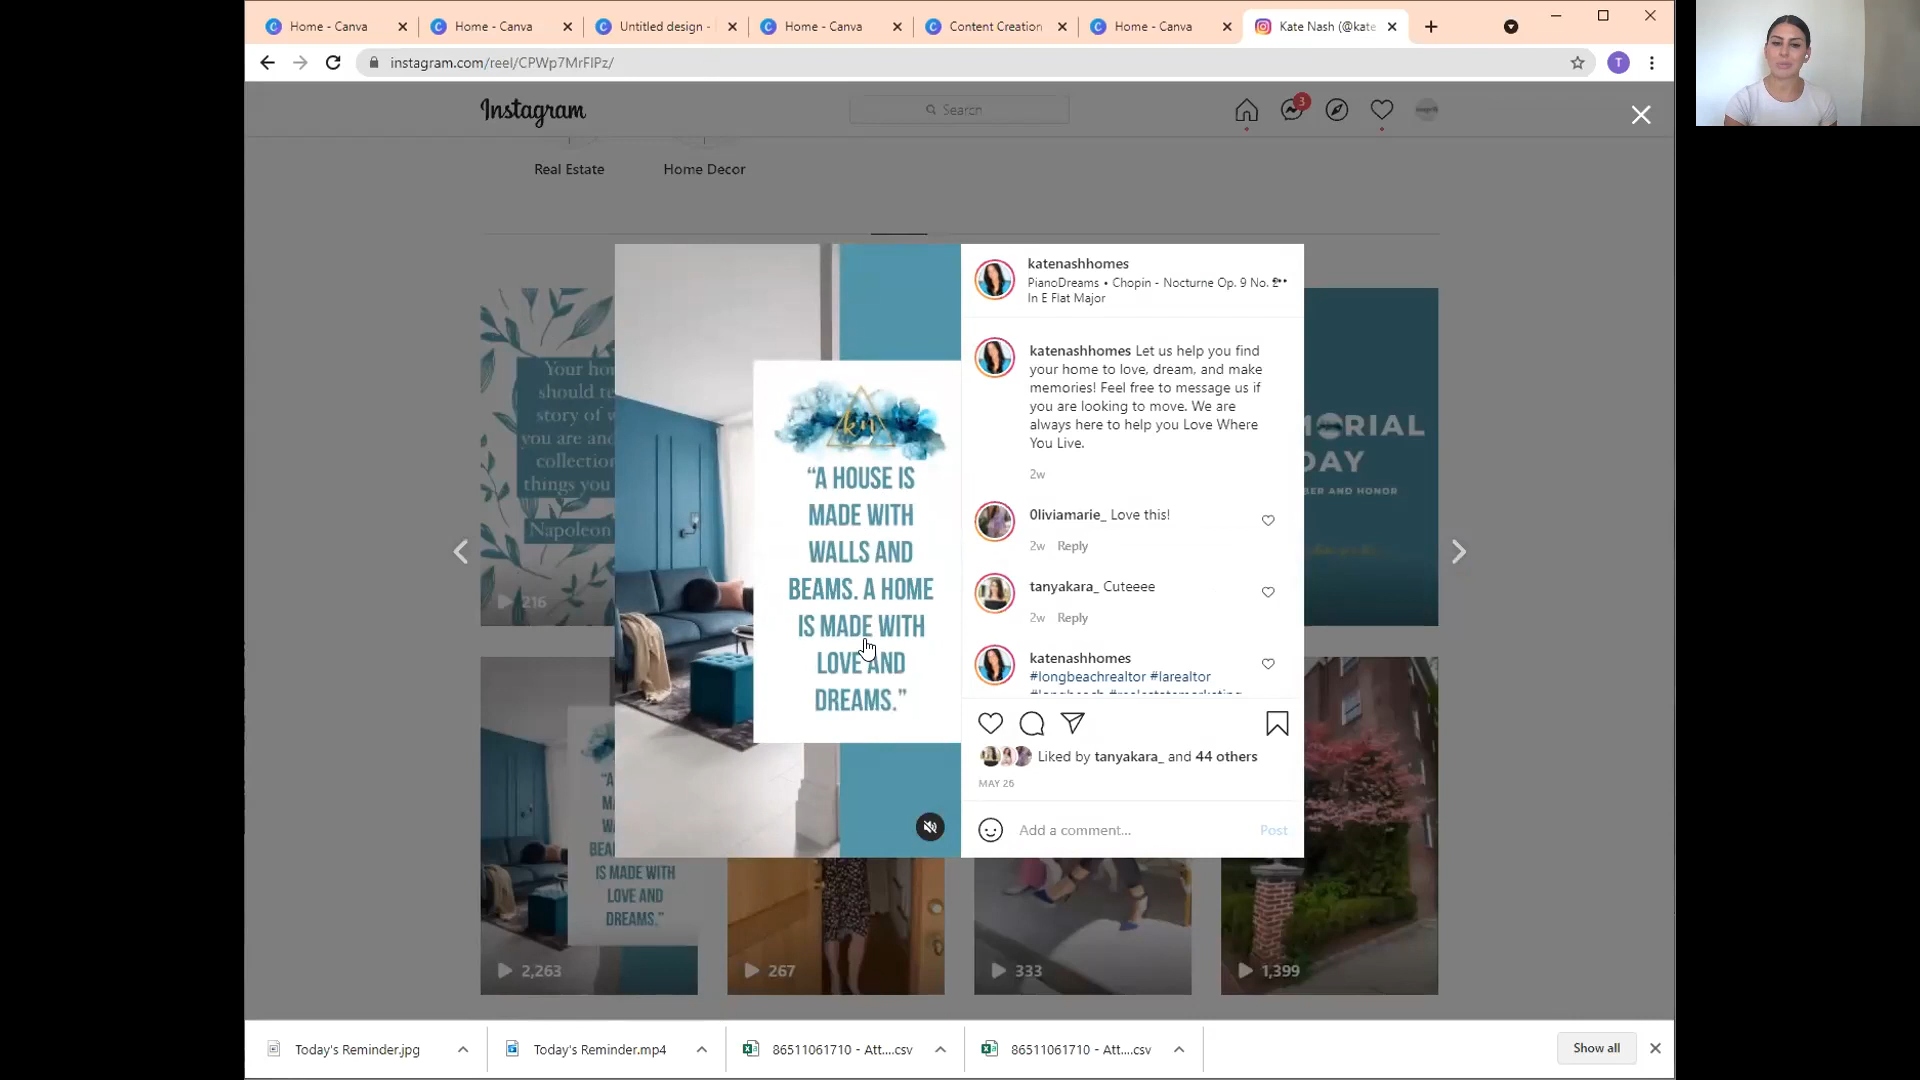 Home - Canva
Home - Canva
Untitled design -
Home - Canva
Content Creation
Home - Canva
Kate Nash (@kate
instagram.com/reel/CPWp7MrFIPz/
T
Instagram
Search
3
Real Estate
Home Decor
katenashhomes
PianoDreams • Chopin - Nocturne Op. 9 No. 2
In E Flat Major
katenashhomes Let us help you find
your home to love, dream, and make
memories! Feel free to message us if
you are looking to move. We are
always here to help you Love Where
You Live.
2w
0liviamarie_ Love this!
2w Reply
tanyakara_ Cuteeee
2w Reply
katenashhomes
#longbeachrealtor #larealtor
#longbeach #realestatemarketing
Liked by tanyakara_ and 44 others
MAY 26
Add a comment...
Post
kn
“A HOUSE IS
MADE WITH
WALLS AND
BEAMS. A HOME
IS MADE WITH
LOVE AND
DREAMS.”
Your
should
story of
you are and
collection
things you
Napoleon
216
DAY
AND HONOR
IS MADE WITH
LOVE AND
DREAMS.”
2,263
267
333
1,399
Today's Reminder.jpg
Today's Reminder.mp4
86511061710 - Att....csv
86511061710 - Att....csv
Show all